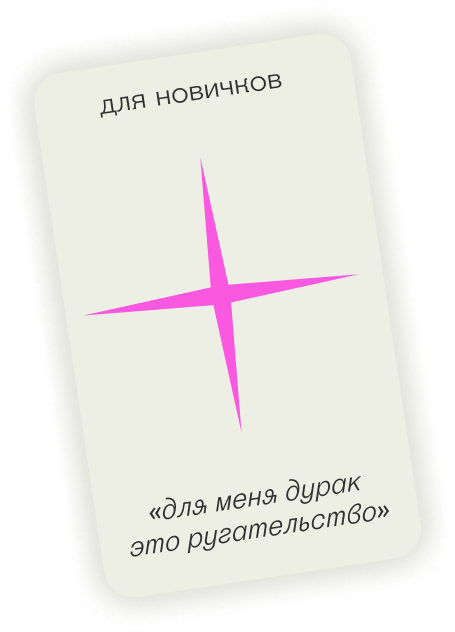 для новичков
«для меня дурак
это ругательство»